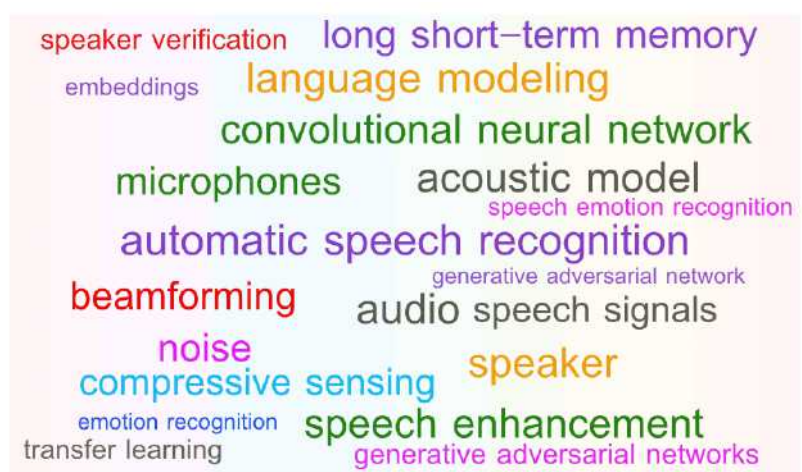 speaker verification long short-term memory
embeddings language modeling
convolutional neural network
microphones acoustic model
speech emotion recognition
automatic speech recognition
generative adversarial network
beamforming audio speech signals
noise speaker
compressive sensing
emotion recognition speech enhancement
transfer learning generative adversarial networks